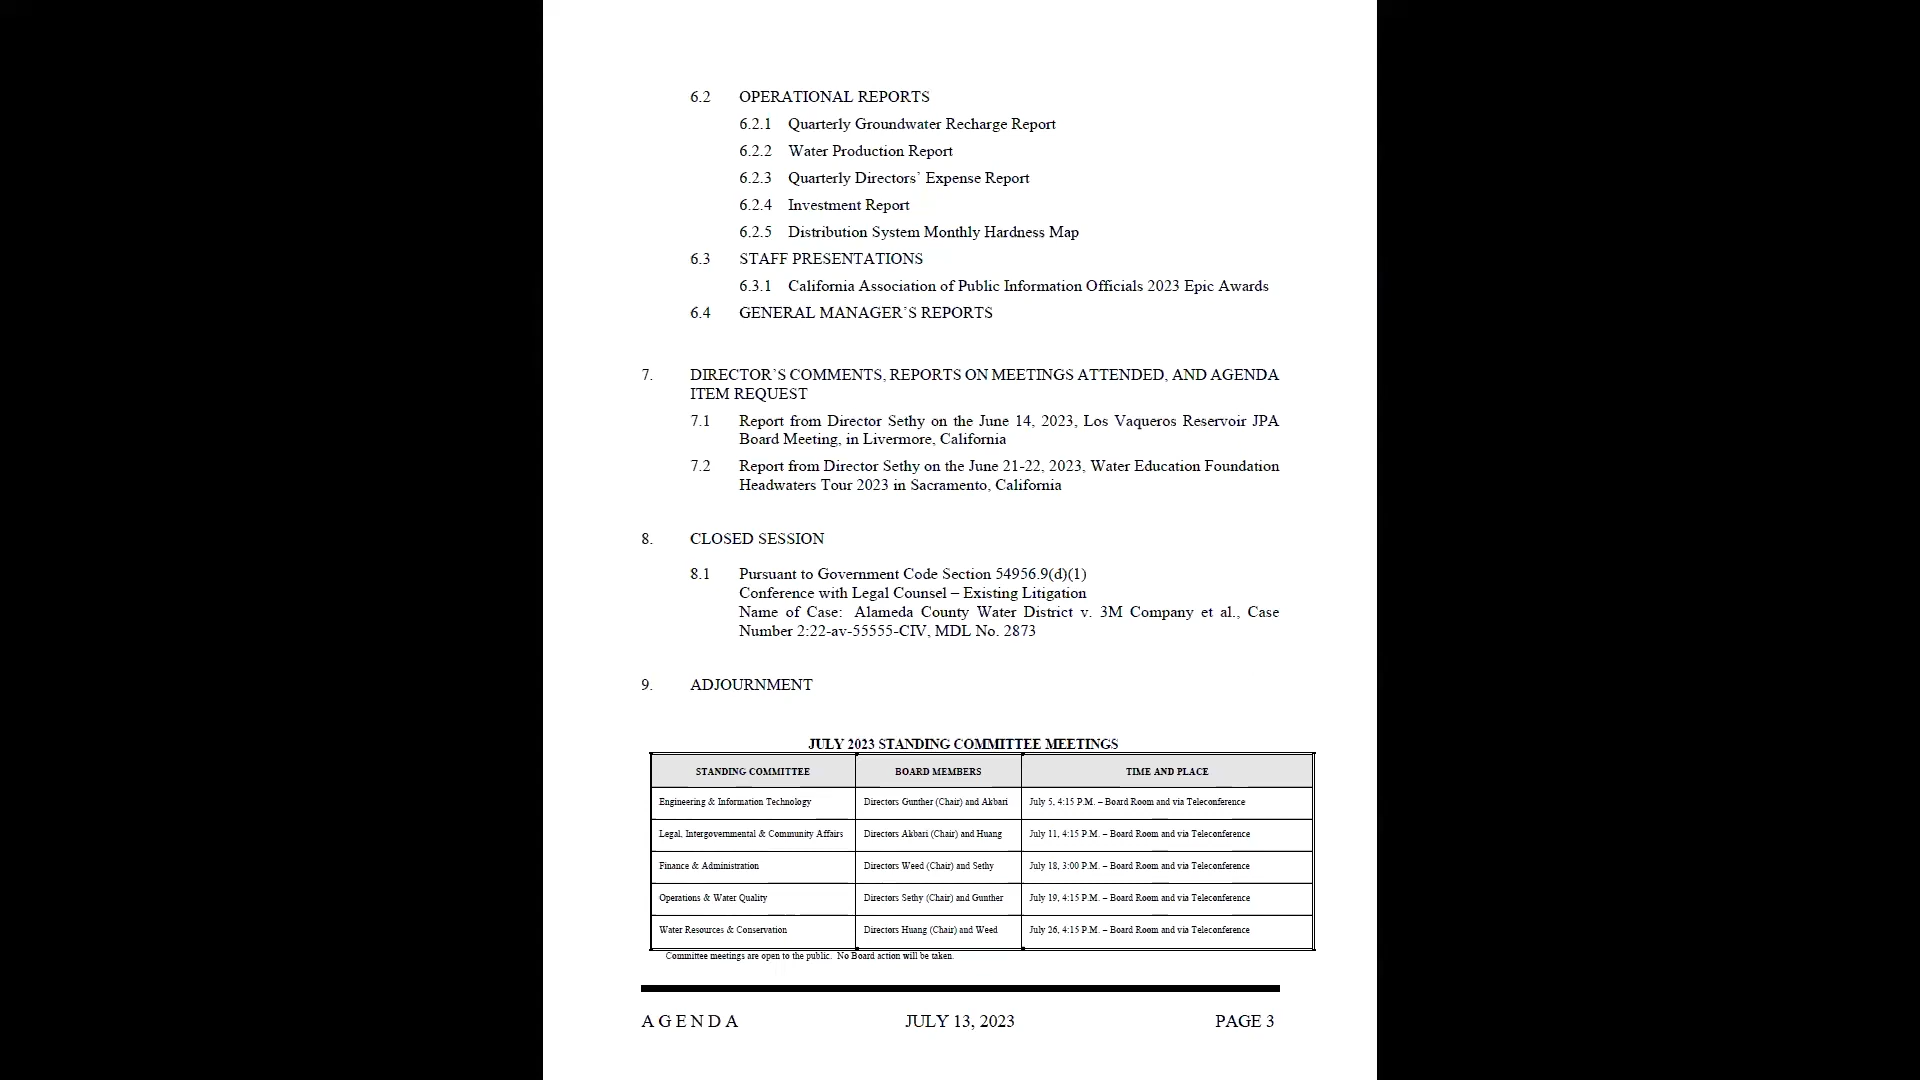 6.2 OPERATIONAL REPORTS
6.2.1 Quarterly Groundwater Recharge Report
6.2.2 Water Production Report
6.2.3 Quarterly Directors’ Expense Report
6.2.4 Investment Report
6.2.5 Distribution System Monthly Hardness Map
6.3 STAFF PRESENTATIONS
6.3.1 California Association of Public Information Officials 2023 Epic Awards
6.4 GENERAL MANAGER’S REPORTS
7. DIRECTOR’S COMMENTS, REPORTS ON MEETINGS ATTENDED, AND AGENDA
ITEM REQUEST
7.1 Report from Director Sethy on the June 14, 2023, Los Vaqueros Reservoir JPA
Board Meeting, in Livermore, California
7.2 Report from Director Sethy on the June 21-22, 2023, Water Education Foundation
Headwaters Tour 2023 in Sacramento, California
8. CLOSED SESSION
8.1 Pursuant to Government Code Section 54956.9(d)(1)
Conference with Legal Counsel – Existing Litigation
Name of Case: Alameda County Water District v. 3M Company et al., Case
Number 2:22-av-55555-CIV, MDL No. 2873
9. ADJOURNMENT
JULY 2023 STANDING COMMITTEE MEETINGS
STANDING COMMITTEE BOARD MEMBERS TIME AND PLACE
Engineering & Information Technology Directors Gunther (Chair) and Akbari July 5, 4:15 P.M. – Board Room and via Teleconference
Legal, Intergovernmental & Community Affairs Directors Akbari (Chair) and Huang July 11, 4:15 P.M. – Board Room and via Teleconference
Finance & Administration Directors Weed (Chair) and Sethy July 18, 3:00 P.M. – Board Room and via Teleconference
Operations & Water Quality Directors Sethy (Chair) and Gunther July 19, 4:15 P.M. – Board Room and via Teleconference
Water Resources & Conservation Directors Huang (Chair) and Weed July 26, 4:15 P.M. – Board Room and via Teleconference
Committee meetings are open to the public. No Board action will be taken.
AGENDA JULY 13, 2023 PAGE 3